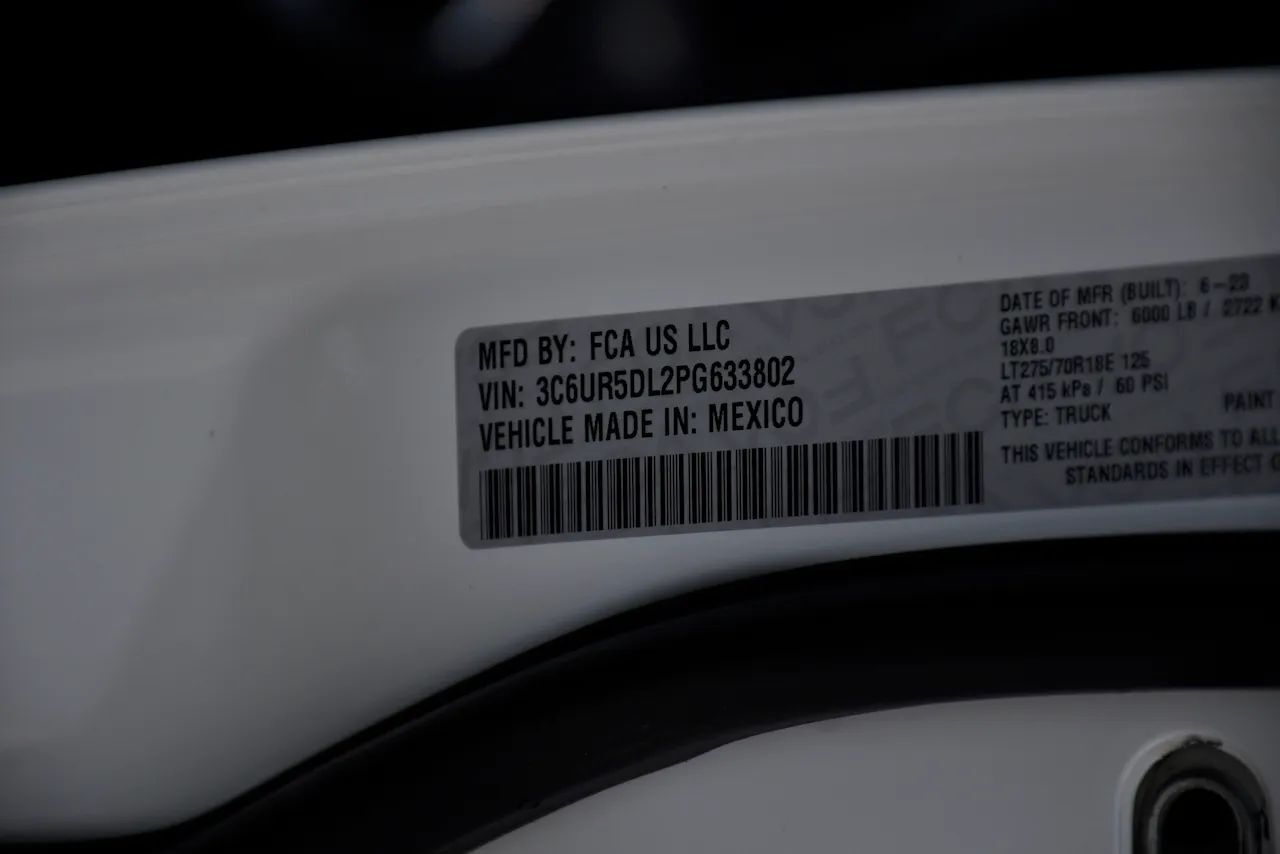 MFD BY: FCA US LLC
VIN: 3C6UR5DL2PG633802
VEHICLE MADE IN: MEXICO
DATE OF MFR (BUILT): 6-23
GAWR FRONT: 6000 LB / 2722 K
18X8.0
LT275/70R18E 125
AT 415 kPa / 60 PSI
TYPE: TRUCK PAINT:
THIS VEHICLE CONFORMS TO ALL
STANDARDS IN EFFECT